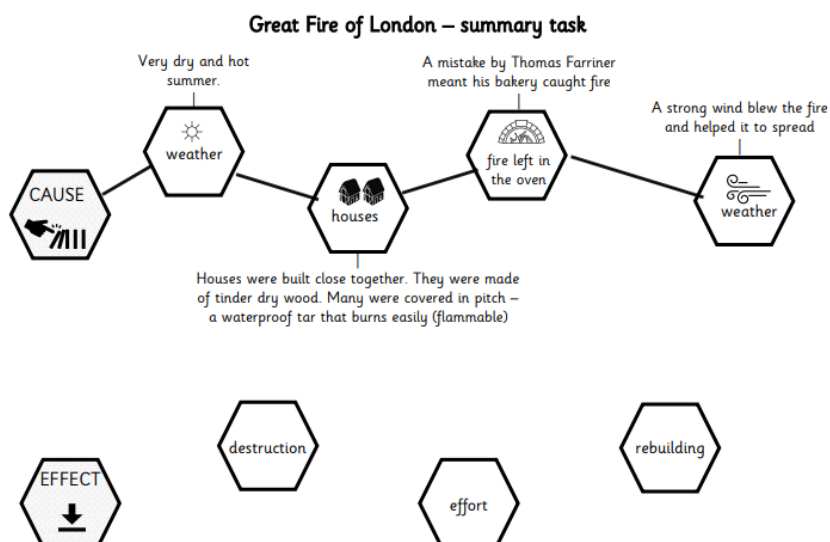 Great Fire of London – summary task
Very dry and hot
summer.
A mistake by Thomas Farriner
meant his bakery caught fire
A strong wind blew the fire
and helped it to spread
CAUSE
weather
houses
fire left in
the oven
weather
Houses were built close together. They were made
of tinder dry wood. Many were covered in pitch –
a waterproof tar that burns easily (flammable)
EFFECT
destruction
effort
rebuilding